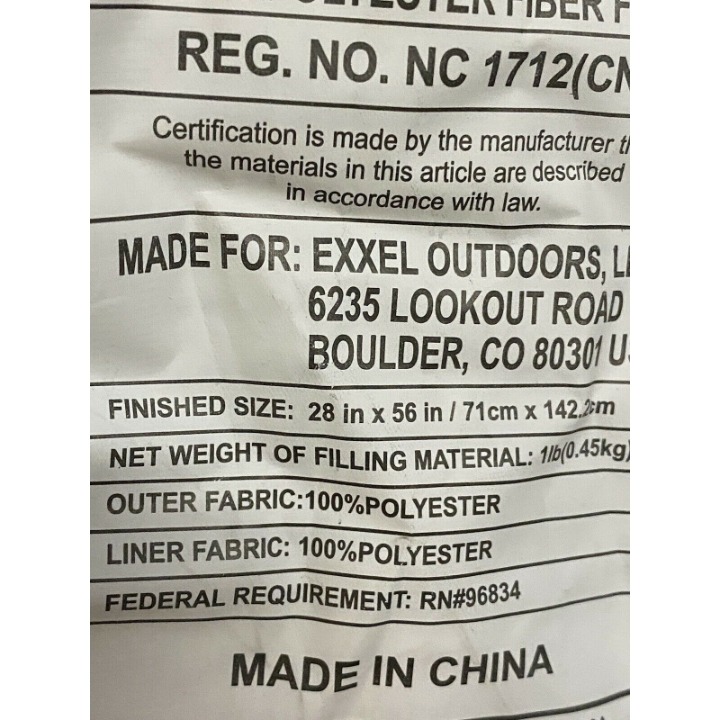 FIBER F
REG. NO. NC 1712(CN
Certification is made by the manufacturer th
the materials in this article are described
in accordance with law.
MADE FOR: EXXEL OUTDOORS, L
6235 LOOKOUT ROAD
BOULDER, CO 80301 U
FINISHED SIZE: 28 in x 56 in / 71cm x 142.2cm
NET WEIGHT OF FILLING MATERIAL: 1lb(0.45kg)
OUTER FABRIC:100%POLYESTER
LINER FABRIC: 100%POLYESTER
FEDERAL REQUIREMENT: RN#96834
MADE IN CHINA